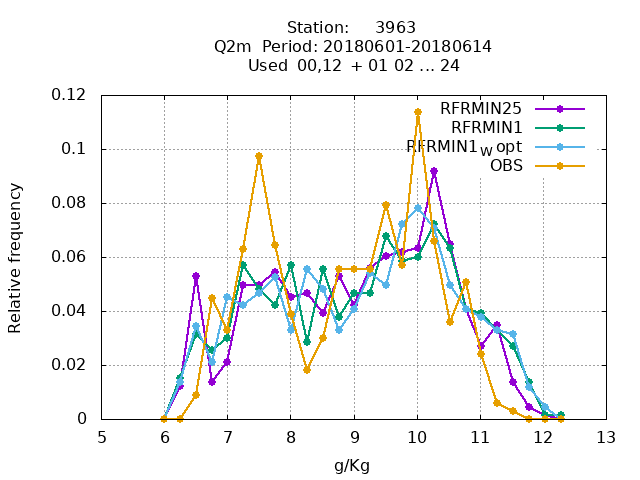 Station: 3963
Q2m Period: 20180601-20180614
Used 00,12 + 01 02 ... 24
0.12
0.1
0.08
0.06
0.04
0.02
0
Relative frequency
RFRMIN25
RFRMIN1
RFRMIN1w opt
OBS
5 6 7 8 9 10 11 12 13
g/Kg